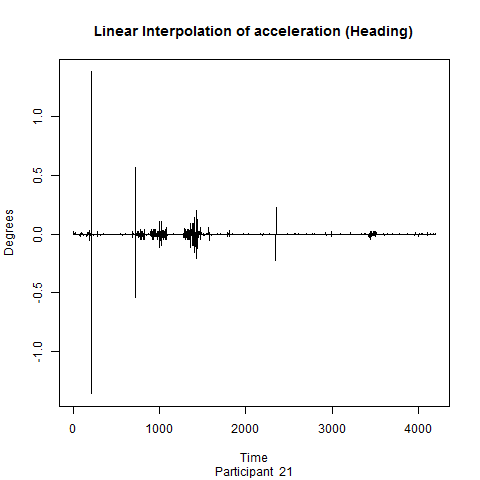 Linear Interpolation of acceleration (Heading)
Degrees
1.0
0.5
0.0
-0.5
-1.0
0 1000 2000 3000 4000
Time
Participant 21